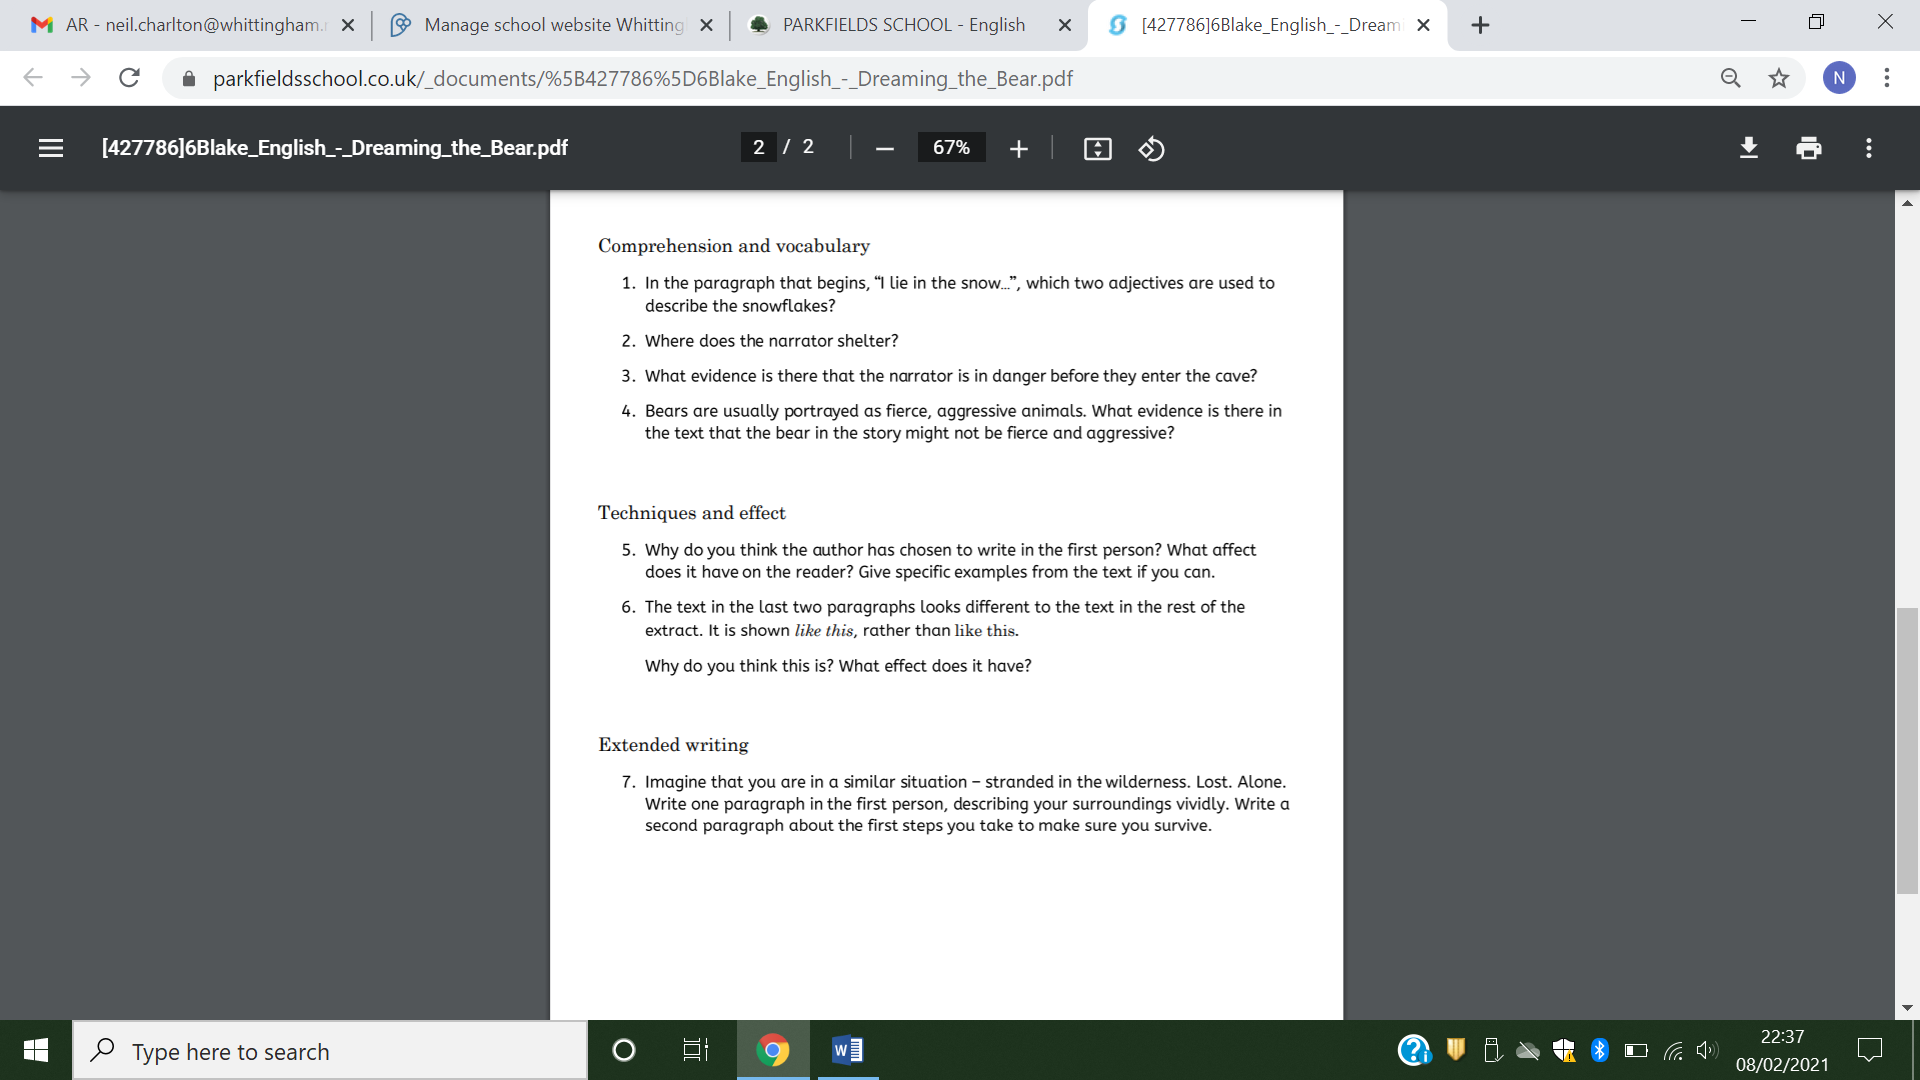 AR - neil.charlton@whittingham.
Manage school website Whitting
PARKFIELDS SCHOOL - English
[427786]6Blake_English_-_Dream
parkfieldsschool.co.uk/_documents/%5B427786%5D6Blake_English_-_Dreaming_the_Bear.pdf
N
[427786]6Blake_English_-_Dreaming_the_Bear.pdf
2 / 2
67%
Comprehension and vocabulary
1. In the paragraph that begins, “I lie in the snow…”, which two adjectives are used to
describe the snowflakes?
2. Where does the narrator shelter?
3. What evidence is there that the narrator is in danger before they enter the cave?
4. Bears are usually portrayed as fierce, aggressive animals. What evidence is there in
the text that the bear in the story might not be fierce and aggressive?
Techniques and effect
5. Why do you think the author has chosen to write in the first person? What affect
does it have on the reader? Give specific examples from the text if you can.
6. The text in the last two paragraphs looks different to the text in the rest of the
extract. It is shown like this, rather than like this.
Why do you think this is? What effect does it have?
Extended writing
7. Imagine that you are in a similar situation – stranded in the wilderness. Lost. Alone.
Write one paragraph in the first person, describing your surroundings vividly. Write a
second paragraph about the first steps you take to make sure you survive.
Type here to search
22:37
08/02/2021